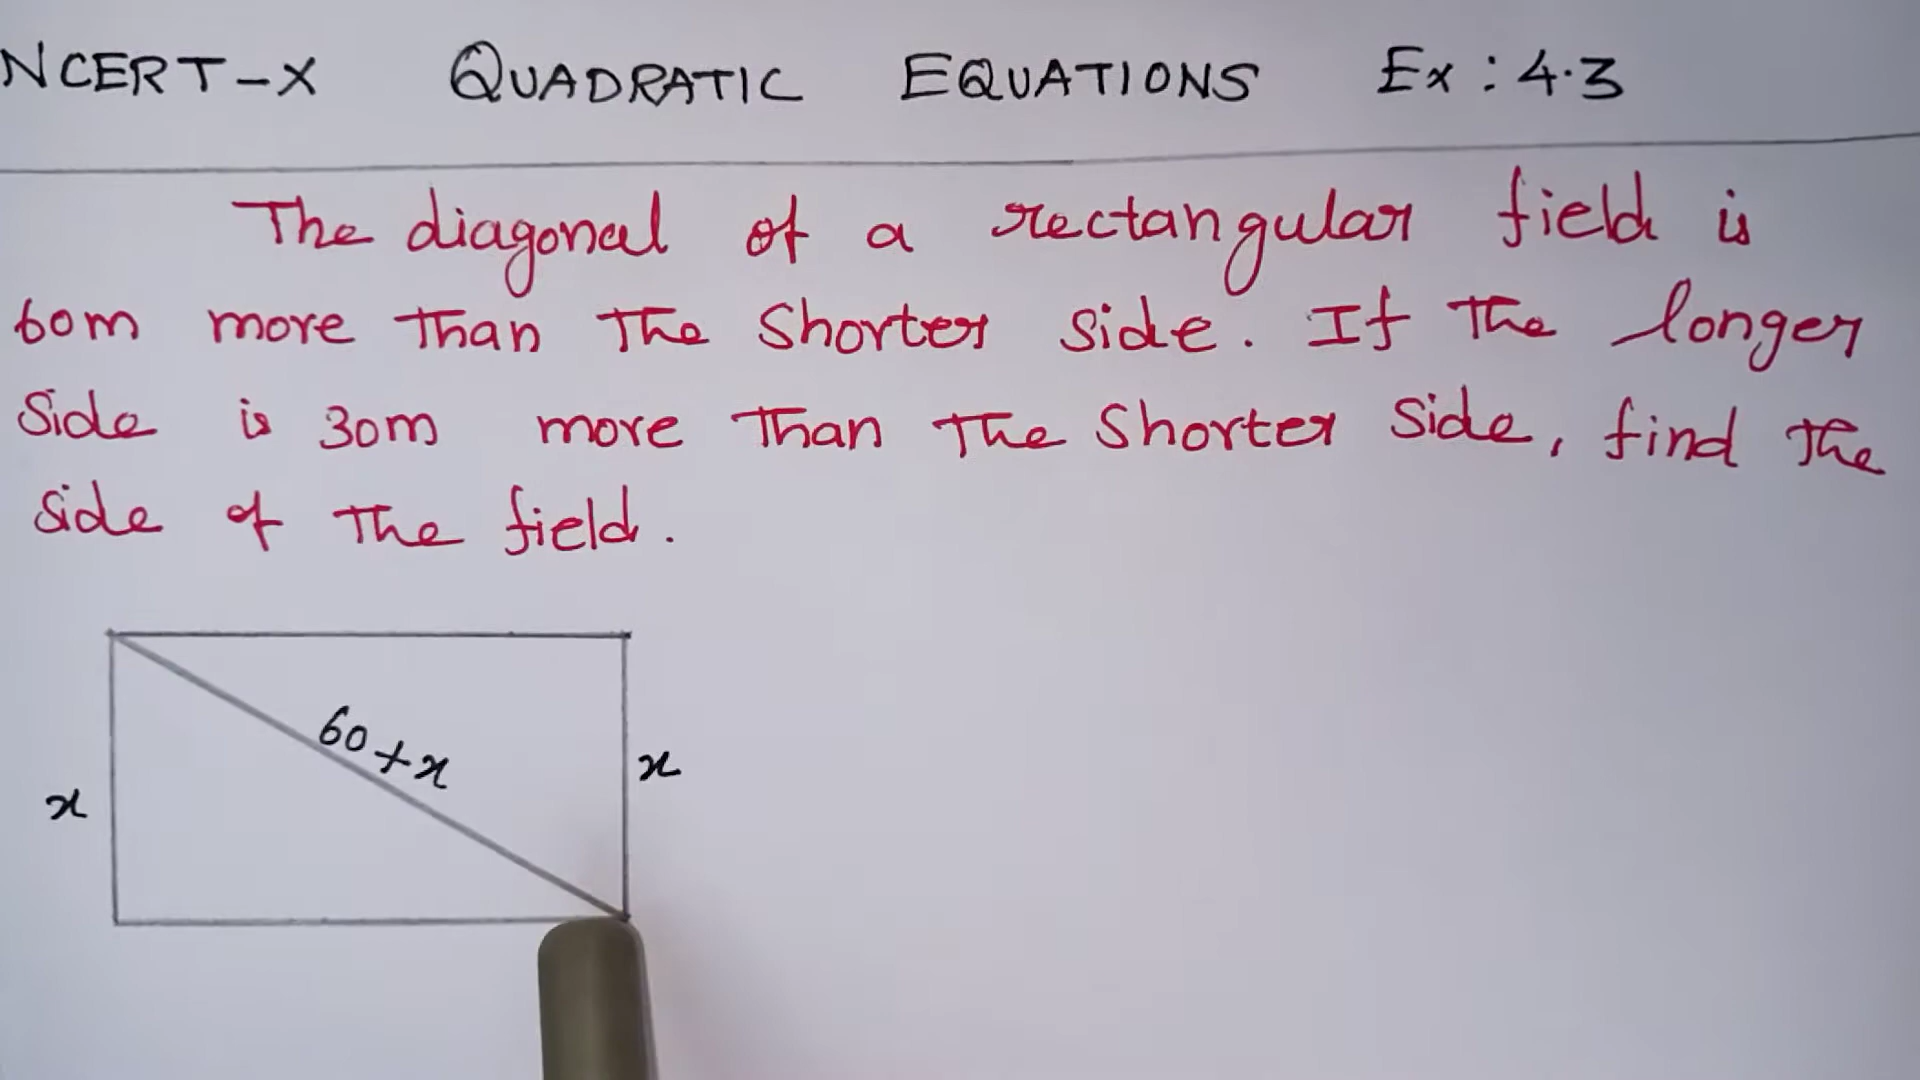 NCERT-X QUADRATIC EQUATIONS Ex: 4.3
The diagonal of a rectangular field is
60m more than the shorter side. If the longer
side is 30m more than the shorter side, find the
side of the field.
60+x
x
x